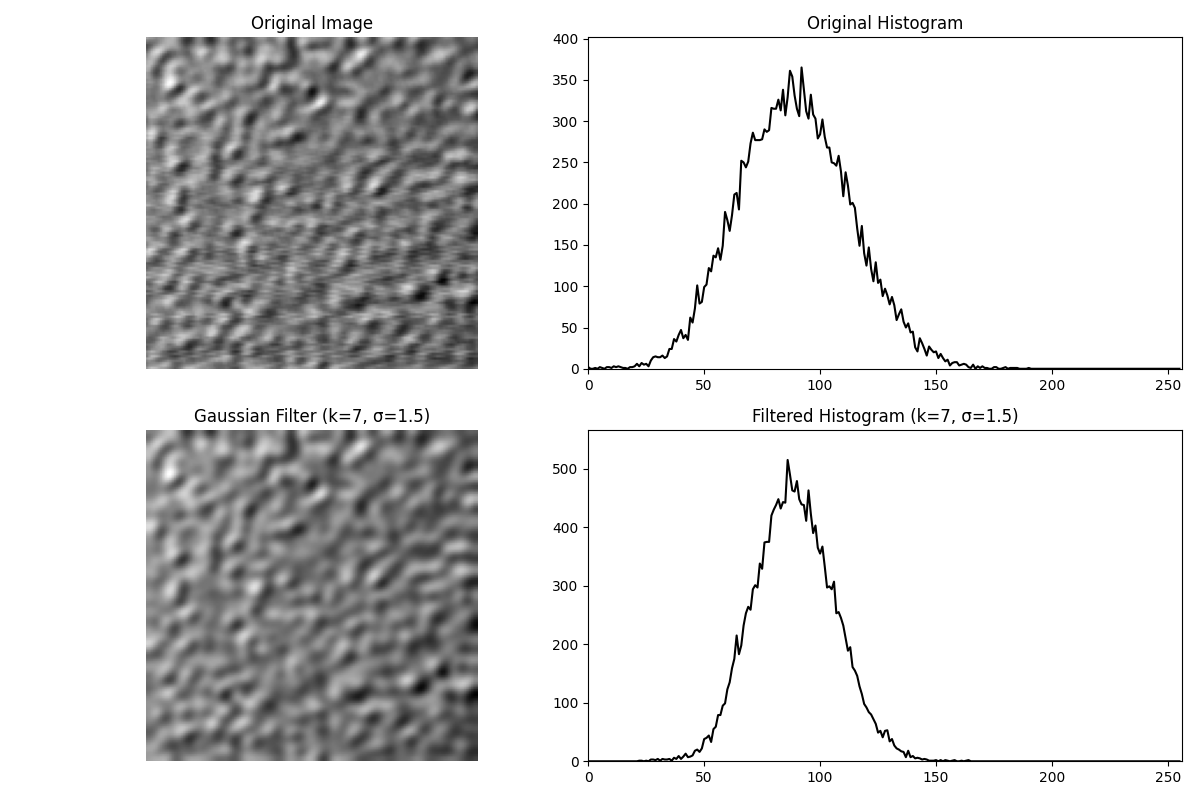 Original Image
Original Histogram
400
350
300
250
200
150
100
50
0
0 50 100 150 200 250
Gaussian Filter (k=7, σ=1.5)
Filtered Histogram (k=7, σ=1.5)
500
400
300
200
100
0
0 50 100 150 200 250